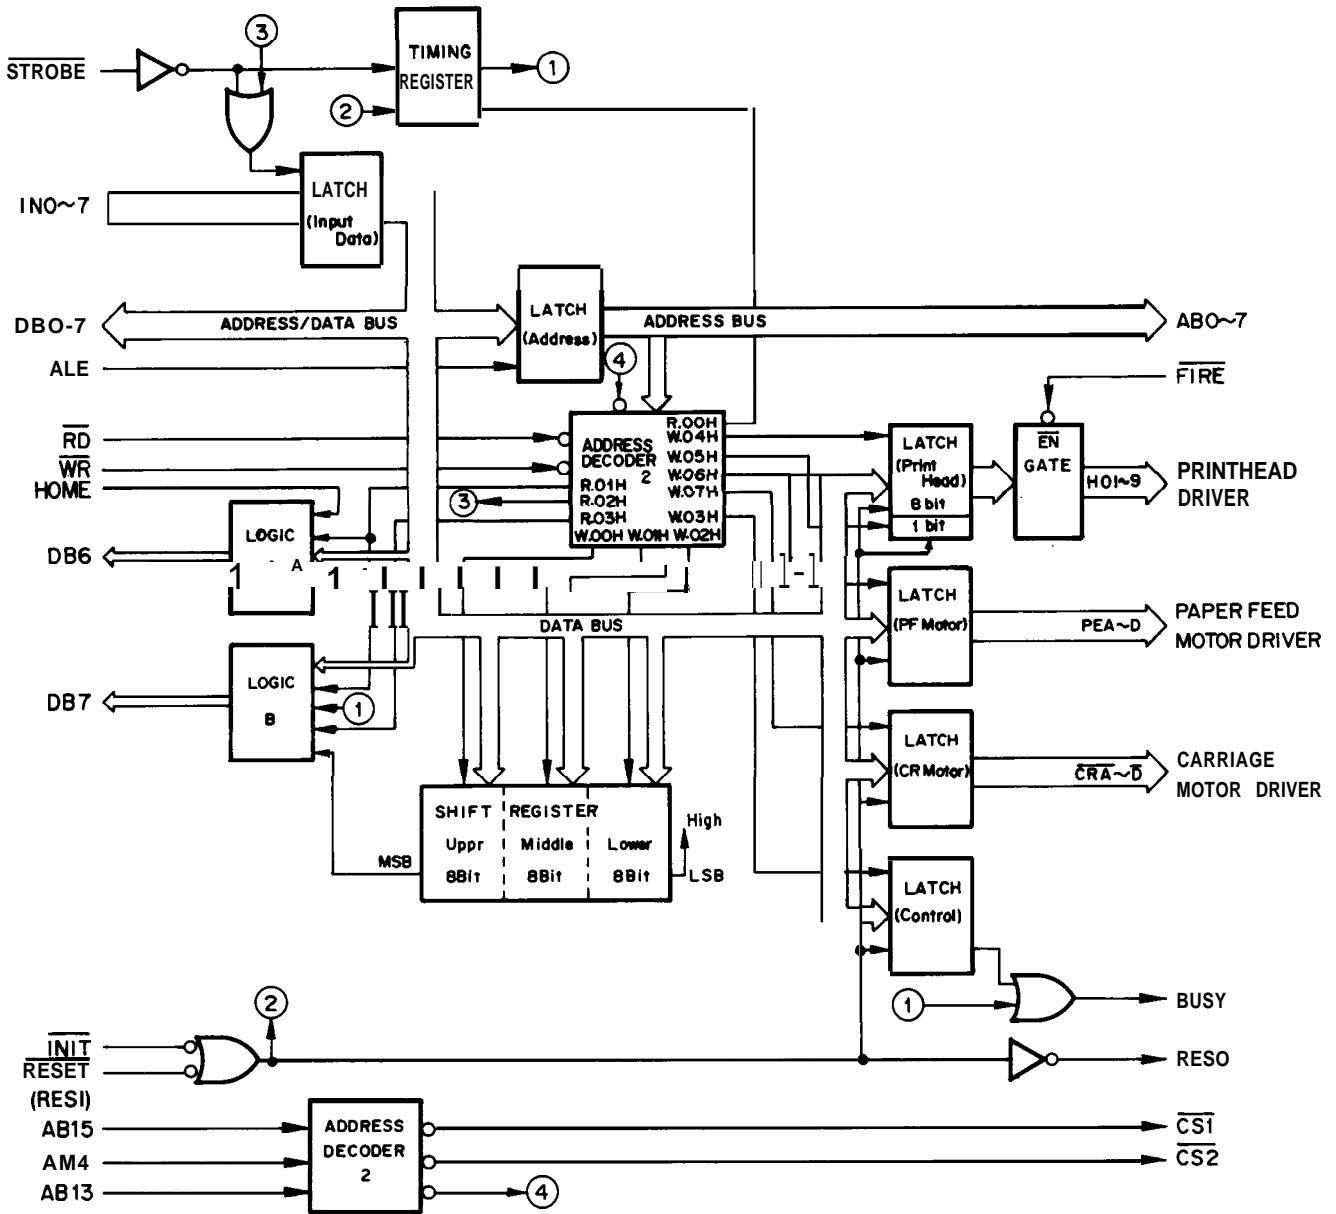 3
STROBE
TIMING
REGISTER
1
2
LATCH
(Input
Data)
IN0~7
DB0-7
ADDRESS/DATA BUS
LATCH
(Address)
ADDRESS BUS
AB0~7
ALE
4
FIRE
RD
WR
HOME
ADDRESS
DECODER
2
R.00H
W.04H
W.05H
W.06H
W.07H
R.01H
R.02H
R.03H
W.03H
W.00H W.01H W.02H
3
LATCH
(Print
Head)
8 bit
1 bit
EN
GATE
HO1~9
PRINTHEAD
DRIVER
LOGIC
A
DB6
DATA BUS
LATCH
(PF Motor)
PEA~D
PAPER FEED
MOTOR DRIVER
LOGIC
B
DB7
1
LATCH
(CR Motor)
CRA~D
CARRIAGE
MOTOR DRIVER
SHIFT REGISTER
Uppr Middle Lower
8Bit 8Bit 8Bit
MSB
High
LSB
LATCH
(Control)
1
BUSY
2
INIT
RESET
(RESI)
RESO
AB15
AM4
AB13
ADDRESS
DECODER
2
CS1
CS2
4